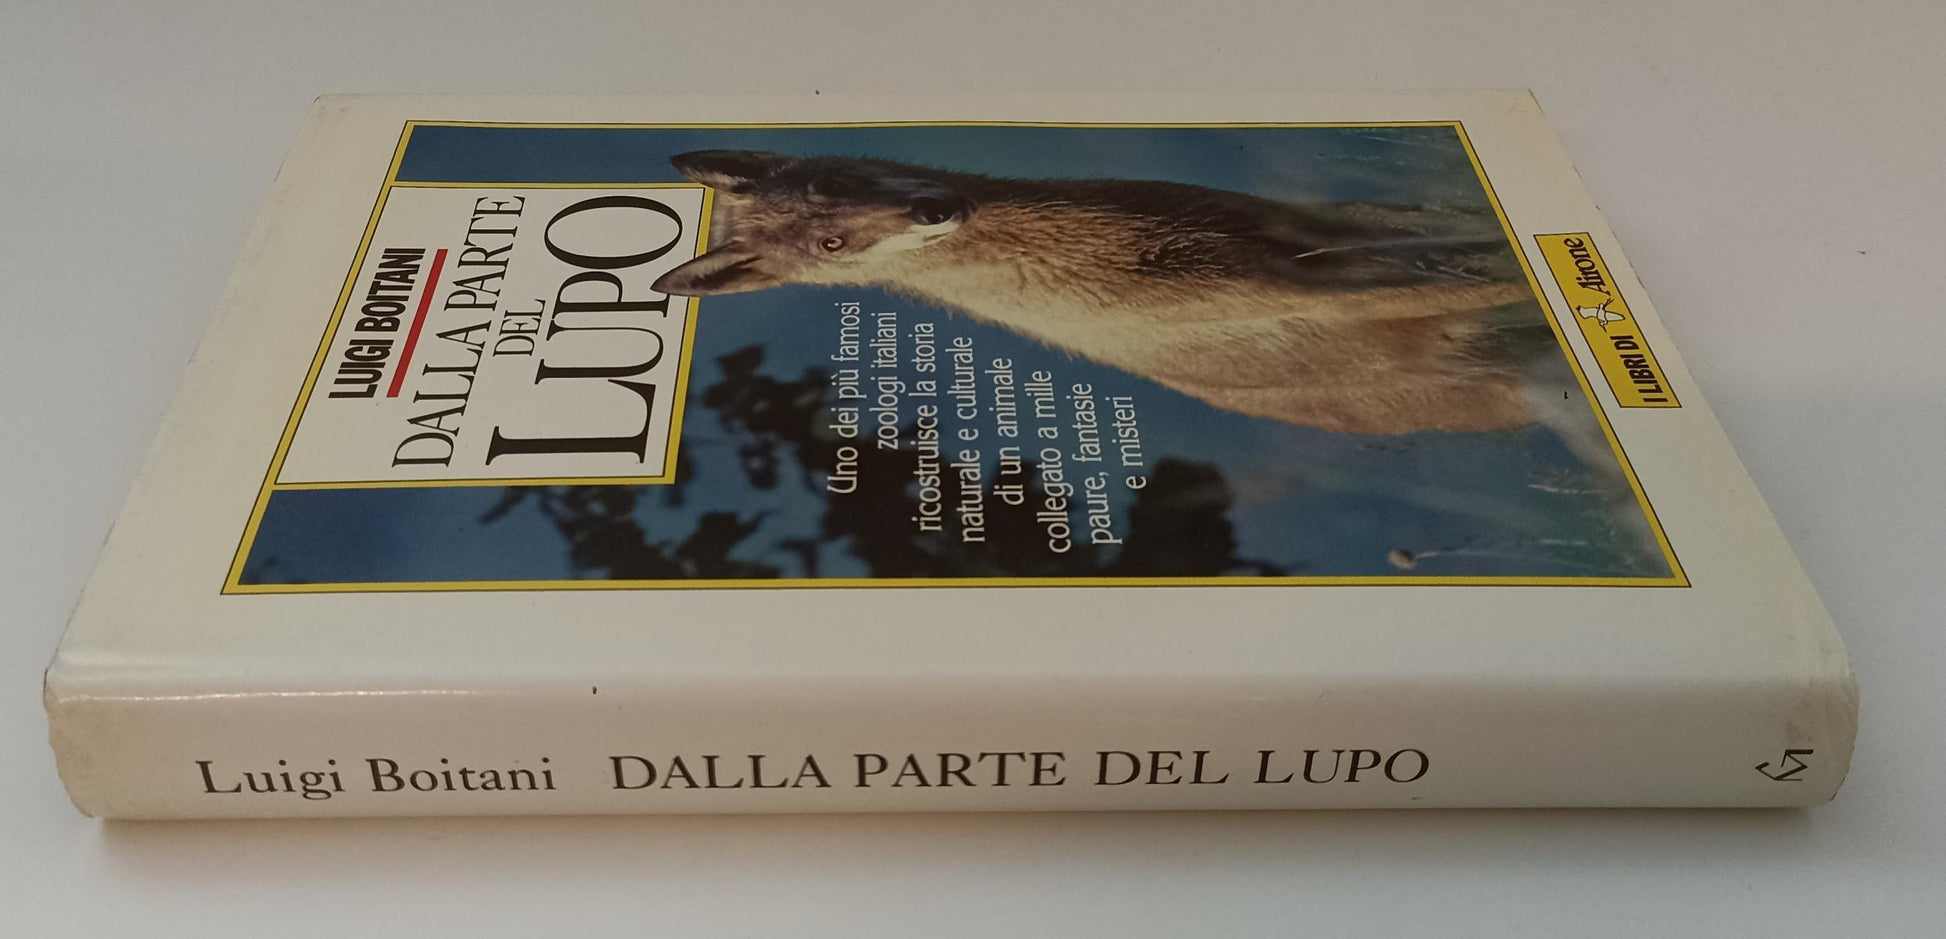 LUIGI BOITANI
DALLA PARTE
DEL
LUPO
Uno dei più famosi
zoologi italiani
ricostruisce la storia
naturale e culturale
di un animale
collegato a mille
paure, fantasie
e misteri
I LIBRI DI Airone
Luigi Boitani DALLA PARTE DEL LUPO